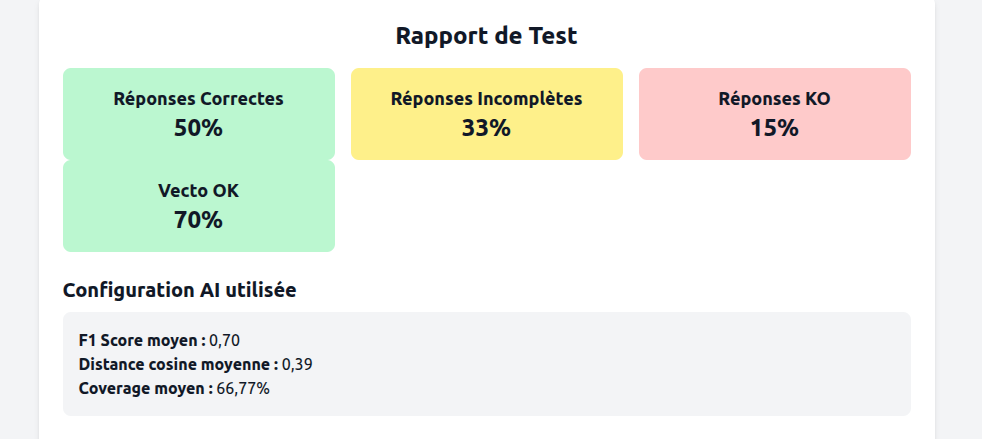 Rapport de Test
Réponses Correctes
50%
Réponses Incomplètes
33%
Réponses KO
15%
Vecto OK
70%
Configuration AI utilisée
F1 Score moyen : 0,70
Distance cosine moyenne : 0,39
Coverage moyen : 66,77%